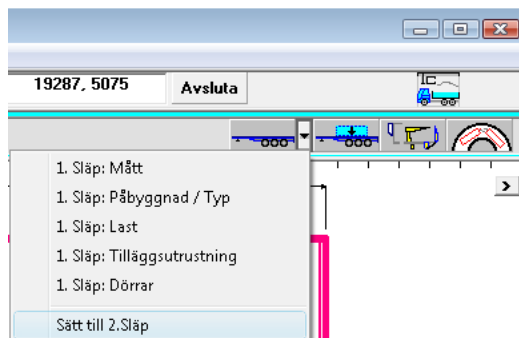 19287, 5075
Avsluta
1. Släp: Mått
1. Släp: Påbyggnad / Typ
1. Släp: Last
1. Släp: Tilläggsutrustning
1. Släp: Dörrar
Sätt till 2.Släp